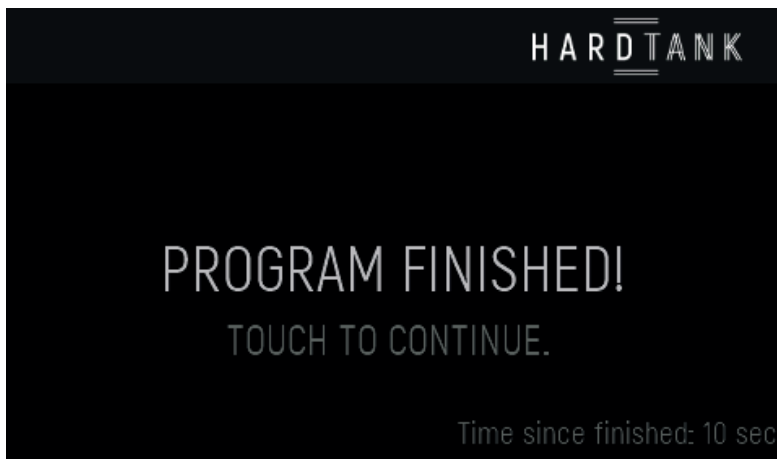 HARDTANK
PROGRAM FINISHED!
TOUCH TO CONTINUE.
Time since finished: 10 sec